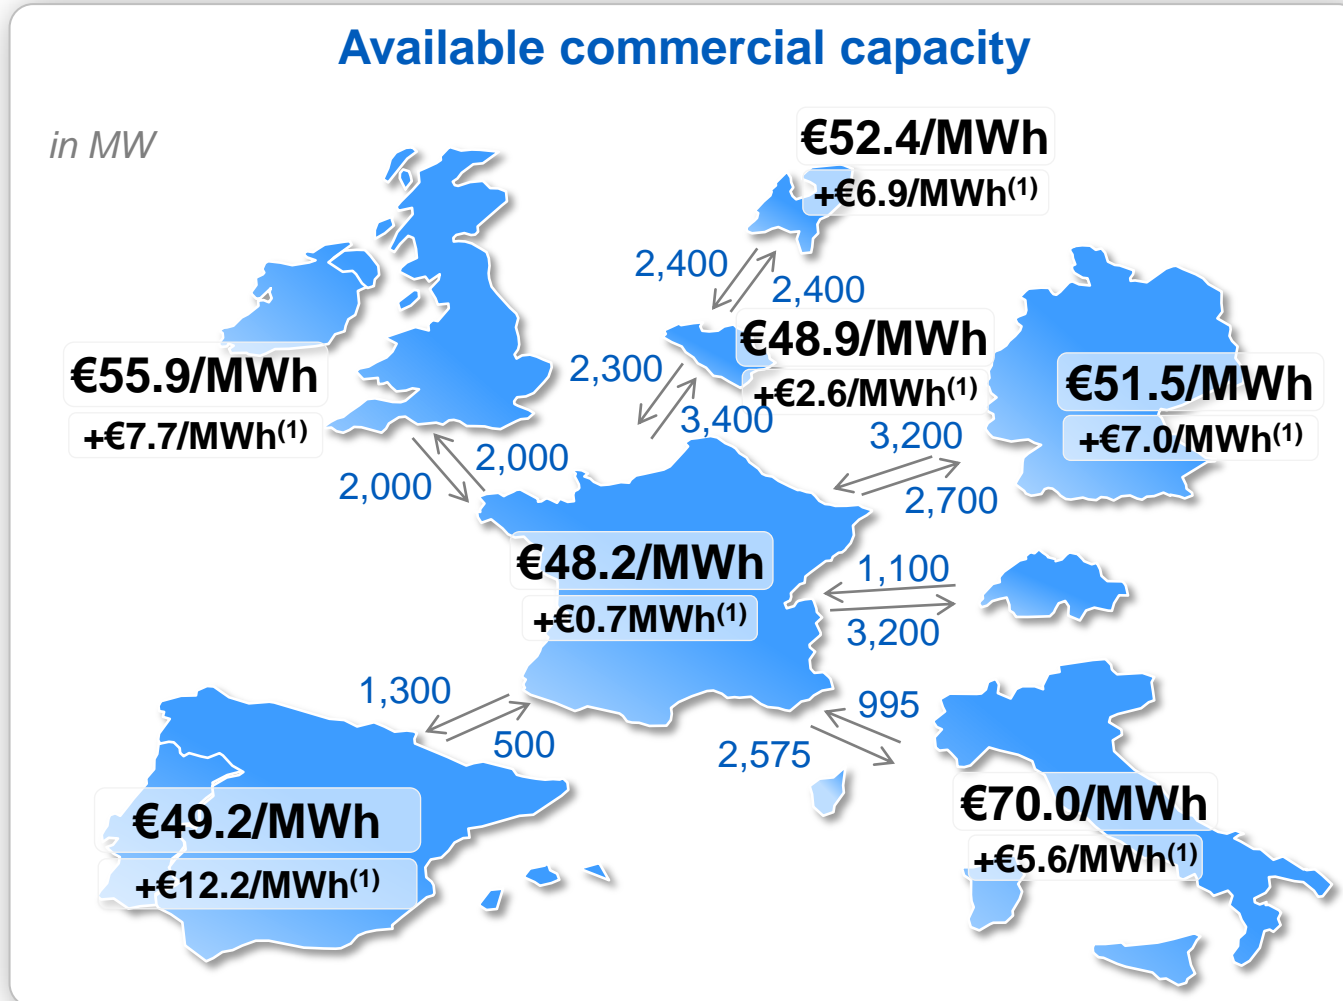 Available commercial capacity
in MW
€52.4/MWh
+€6.9/MWh(1)
2,400
2,400
€48.9/MWh
+€2.6/MWh(1)
€55.9/MWh
+€7.7/MWh(1)
2,300
3,400
€51.5/MWh
+€7.0/MWh(1)
2,000
2,000
3,200
2,700
€48.2/MWh
+€0.7MWh(1)
1,100
3,200
1,300
500
995
2,575
€49.2/MWh
+€12.2/MWh(1)
€70.0/MWh
+€5.6/MWh(1)